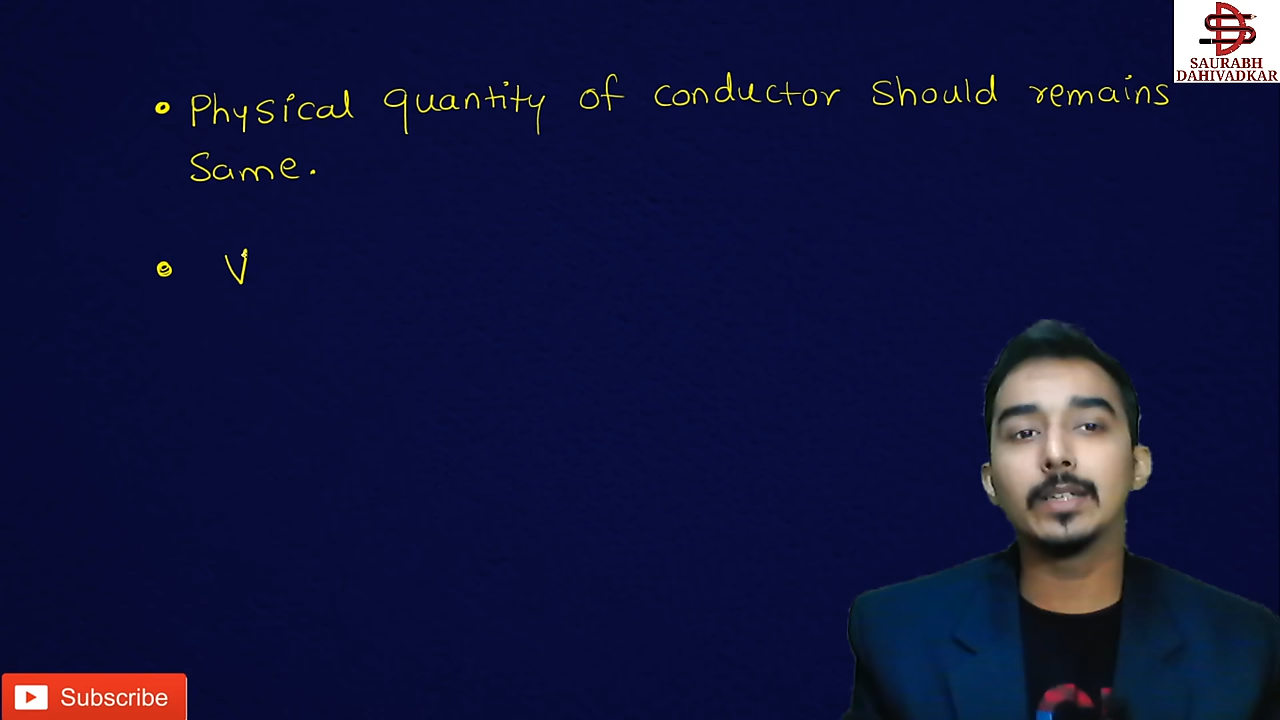 SAURABH
DAHIVADKAR
• Physical quantity of conductor should remains
Same.
• V
Subscribe